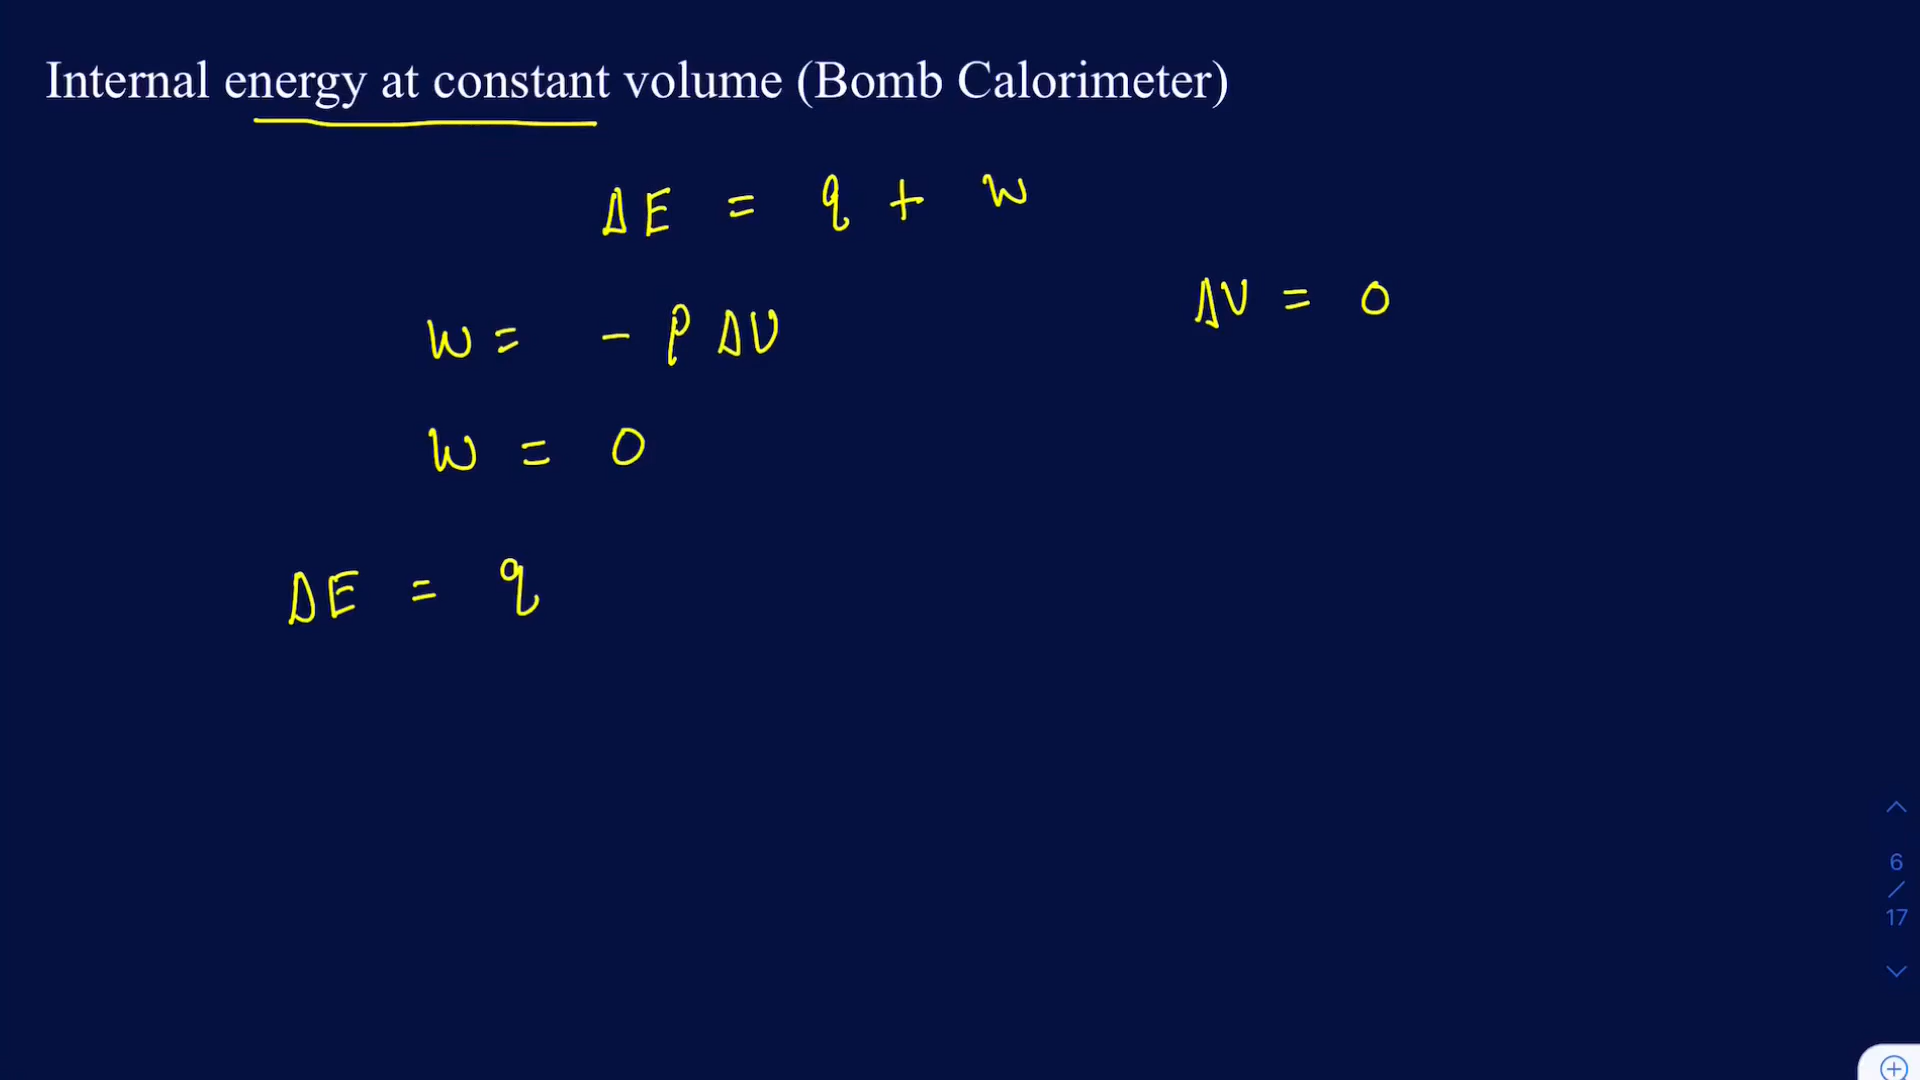 Internal energy at constant volume (Bomb Calorimeter)
ΔE = q + w
ΔV = 0
W = - P ΔV
W = 0
ΔE = q
6
/
17